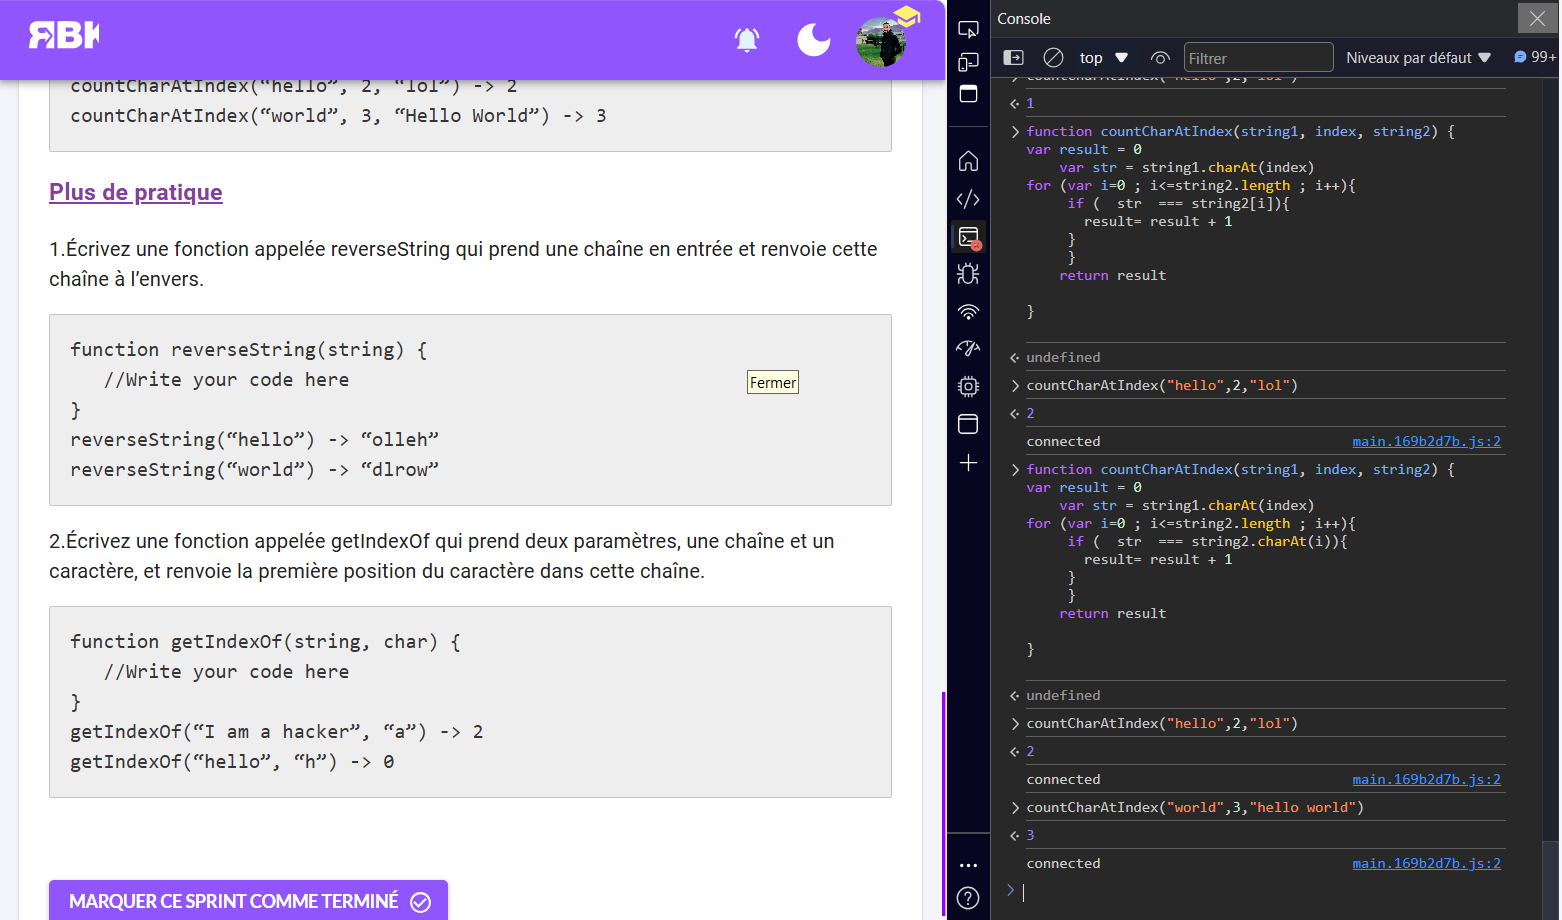 RBK
countCharAtIndex(“hello”, 2, “lol”) -> 2
countCharAtIndex(“world”, 3, “Hello World”) -> 3
Plus de pratique
1.Écrivez une fonction appelée reverseString qui prend une chaîne en entrée et renvoie cette
chaîne à l’envers.
function reverseString(string) {
   //Write your code here
}
reverseString(“hello”) -> “olleh”
reverseString(“world”) -> “dlrow”
Fermer
2.Écrivez une fonction appelée getIndexOf qui prend deux paramètres, une chaîne et un
caractère, et renvoie la première position du caractère dans cette chaîne.
function getIndexOf(string, char) {
   //Write your code here
}
getIndexOf(“I am a hacker”, “a”) -> 2
getIndexOf(“hello”, “h”) -> 0
MARQUER CE SPRINT COMME TERMINÉ
Console
top
Filtrer
Niveaux par défaut
99+
countCharAtIndex("hello",2,"lol")
1
function countCharAtIndex(string1, index, string2) {
var result = 0
    var str = string1.charAt(index)
for (var i=0 ; i<=string2.length ; i++){
     if (  str  === string2[i]){
       result= result + 1
     }
     }
    return result
}
undefined
countCharAtIndex("hello",2,"lol")
2
connected main.169b2d7b.js:2
function countCharAtIndex(string1, index, string2) {
var result = 0
    var str = string1.charAt(index)
for (var i=0 ; i<=string2.length ; i++){
     if (  str  === string2.charAt(i)){
       result= result + 1
     }
     }
    return result
}
undefined
countCharAtIndex("hello",2,"lol")
2
connected main.169b2d7b.js:2
countCharAtIndex("world",3,"hello world")
3
connected main.169b2d7b.js:2